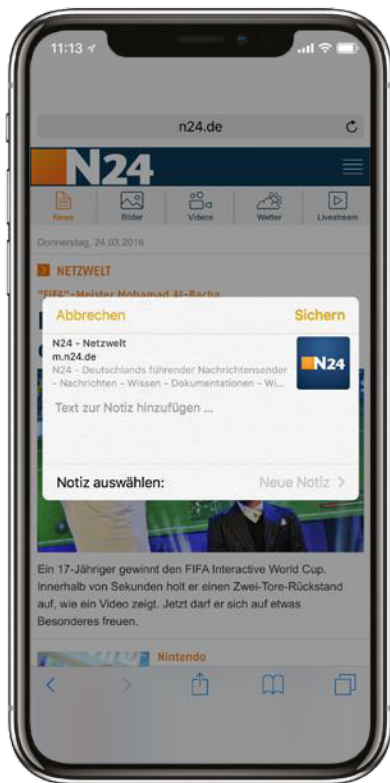 11:13
n24.de
N24
News Bilder Videos Wetter Livestream
Donnerstag, 24.03.2016
NETZWELT
"FIFA"-Meister Mohamad Al-Bacha
Abbrechen Sichern
N24 - Netzwelt
m.n24.de
N24 - Deutschlands führender Nachrichtensender
- Nachrichten - Wissen - Dokumentationen - Wi...
N24
Text zur Notiz hinzufügen ...
Notiz auswählen: Neue Notiz
Ein 17-Jähriger gewinnt den FIFA Interactive World Cup.
Innerhalb von Sekunden holt er einen Zwei-Tore-Rückstand
auf, wie ein Video zeigt. Jetzt darf er sich auf etwas
Besonderes freuen.
Nintendo